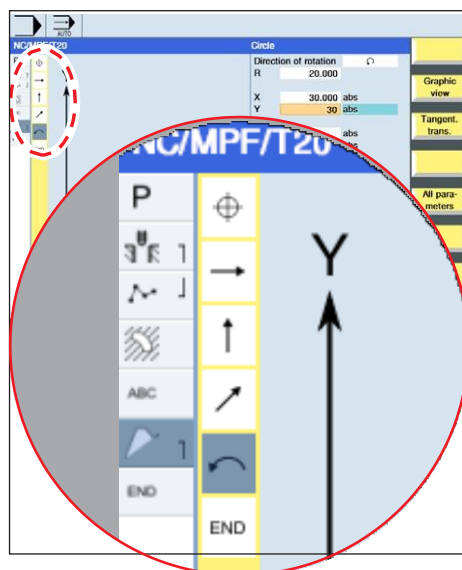 AUTO
NC/MPF/T20
Circle
Direction of rotation
R 20.000
X 30.000 abs
Y 30 abs
abs
abs
Graphic
view
Tangent.
trans.
All para-
meters
NC/MPF/T20
P
Y
ABC
END
END